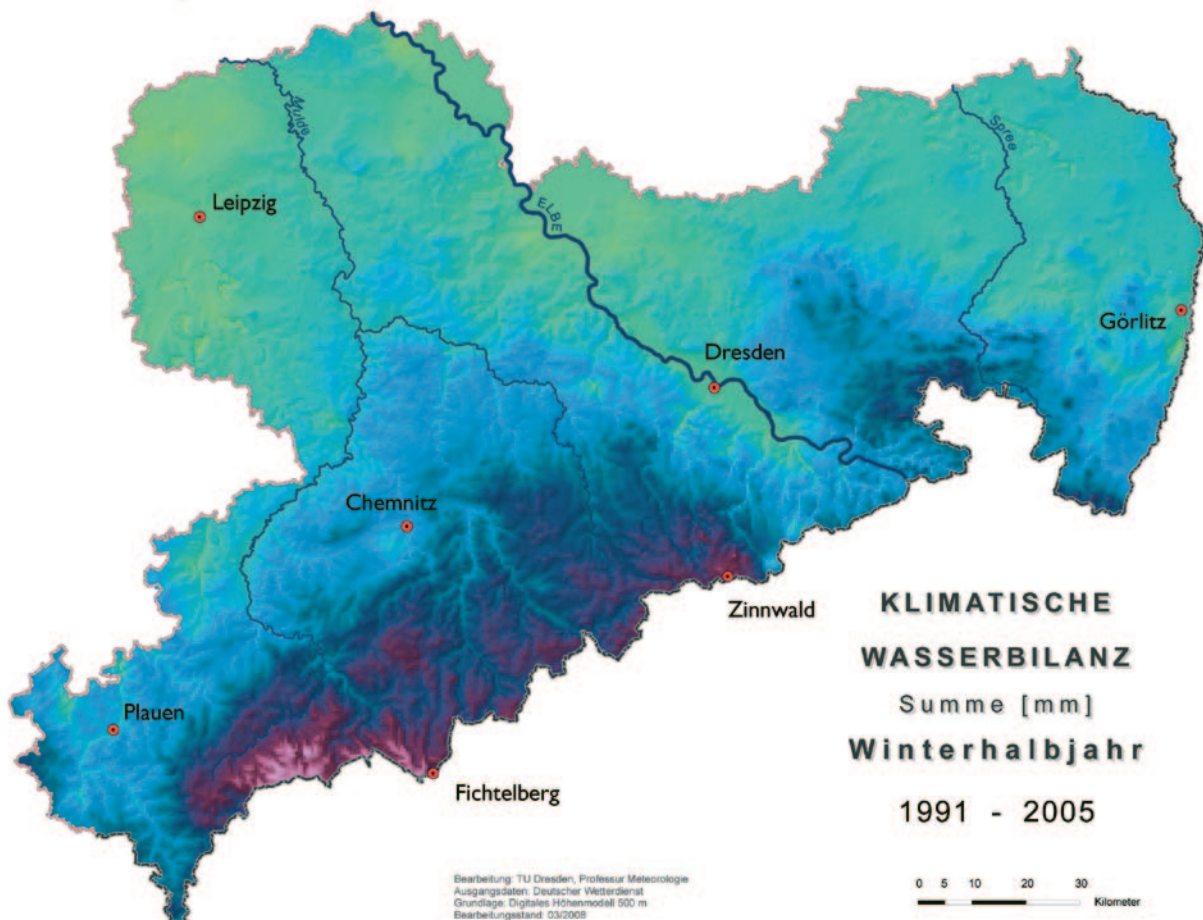 Mulde
Spree
ELBE
Leipzig
Görlitz
Dresden
Chemnitz
Zinnwald
Plauen
Fichtelberg
KLIMATISCHE
WASSERBILANZ
Summe [mm]
Winterhalbjahr
1991 - 2005
Bearbeitung: TU Dresden, Professur Meteorologie
Ausgangsdaten: Deutscher Wetterdienst
Grundlage: Digitales Höhenmodell 500 m
Bearbeitungsstand: 03/2008
0 5 10 20 30
Kilometer